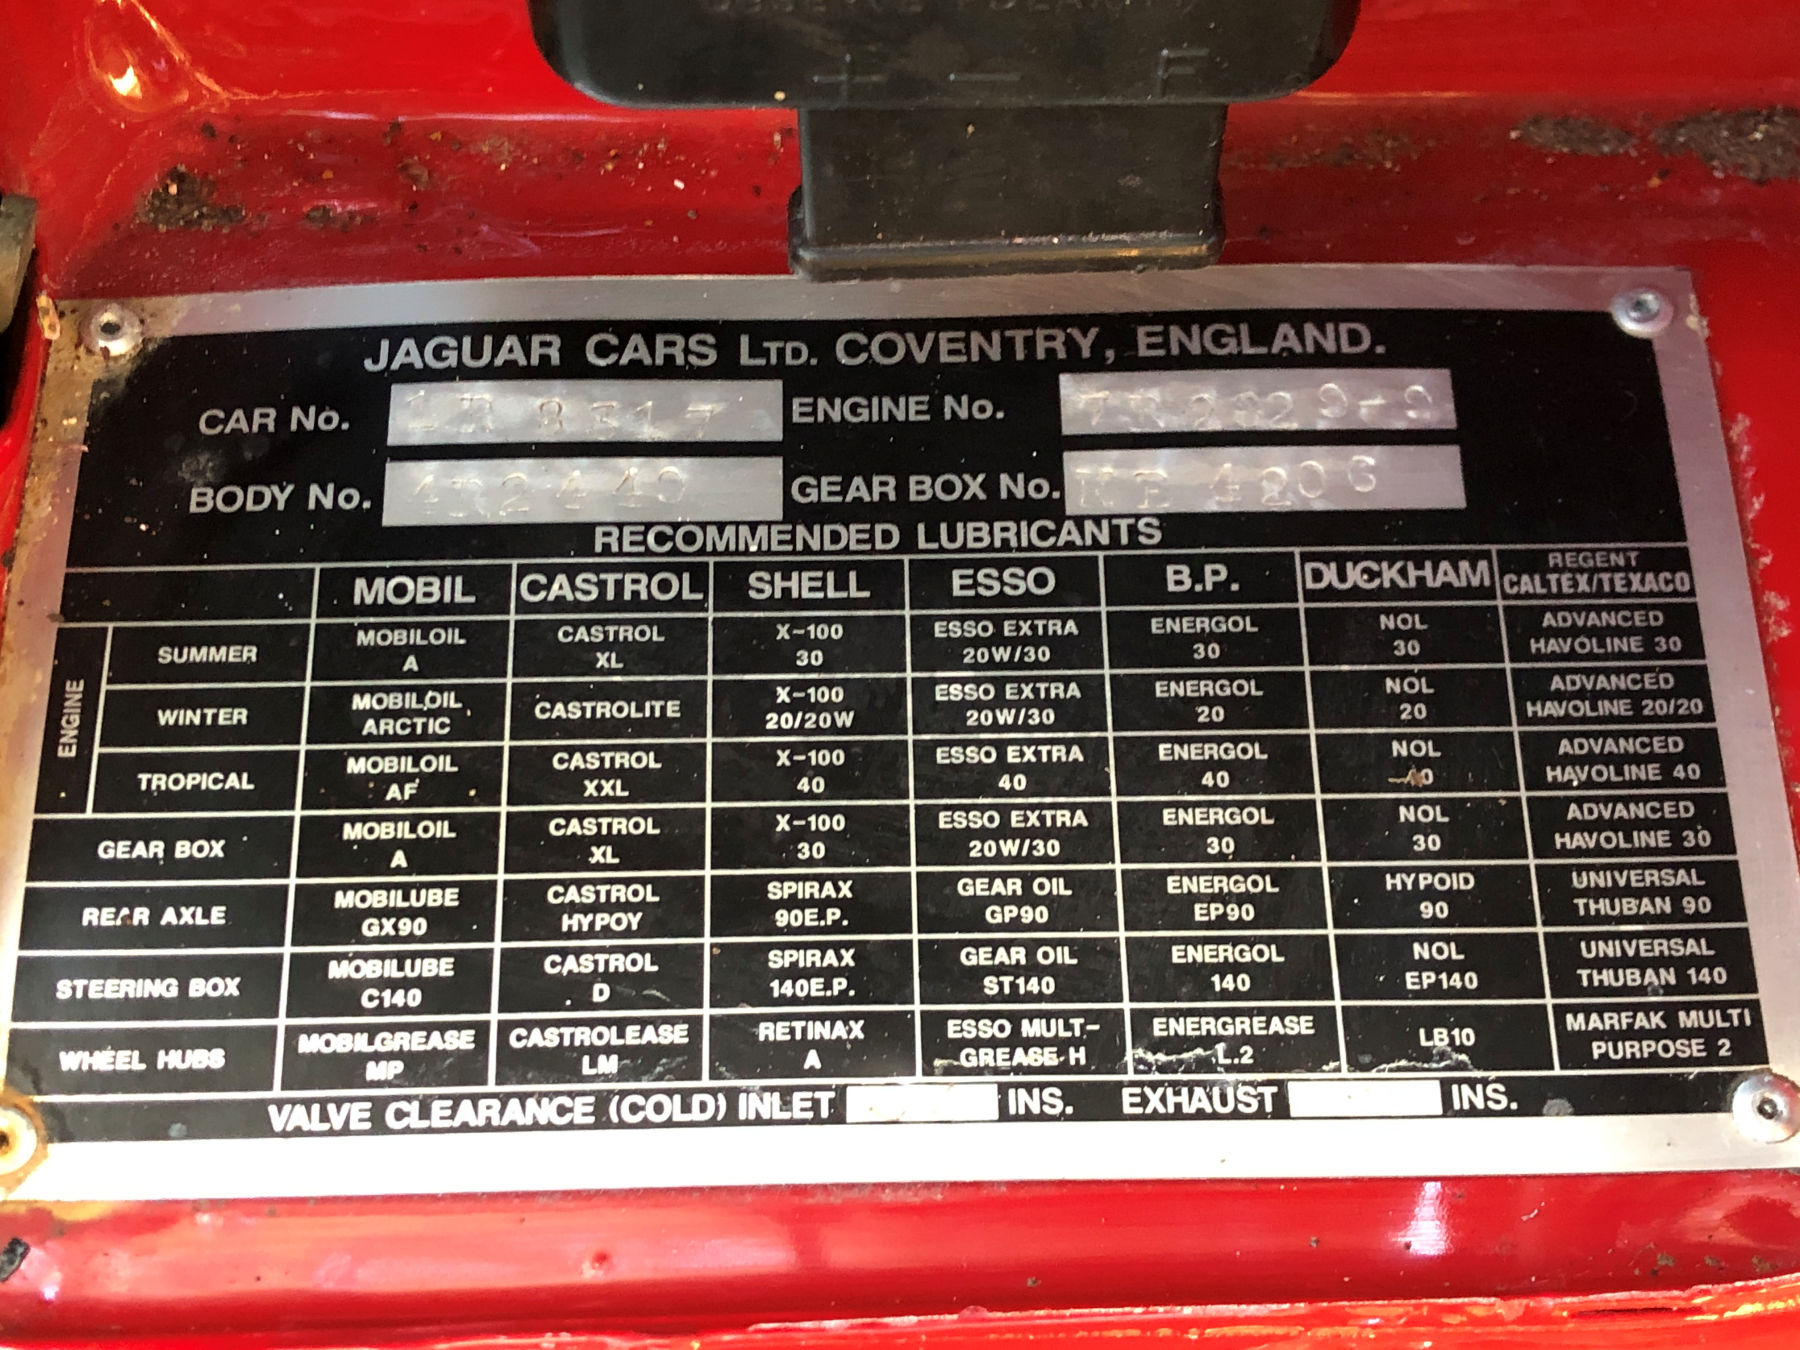 + — F
JAGUAR CARS LTD. COVENTRY, ENGLAND.
CAR No. ENGINE No.
BODY No. GEAR BOX No.
RECOMMENDED LUBRICANTS
MOBIL CASTROL SHELL ESSO B.P. DUCKHAM REGENT CALTEX/TEXACO
ENGINE
SUMMER MOBILOIL A CASTROL XL X-100 30 ESSO EXTRA 20W/30 ENERGOL 30 NOL 30 ADVANCED HAVOLINE 30
WINTER MOBILOIL ARCTIC CASTROLITE X-100 20/20W ESSO EXTRA 20W/30 ENERGOL 20 NOL 20 ADVANCED HAVOLINE 20/20
TROPICAL MOBILOIL AF CASTROL XXL X-100 40 ESSO EXTRA 40 ENERGOL 40 NOL 40 ADVANCED HAVOLINE 40
GEAR BOX MOBILOIL A CASTROL XL X-100 30 ESSO EXTRA 20W/30 ENERGOL 30 NOL 30 ADVANCED HAVOLINE 30
REAR AXLE MOBILUBE GX90 CASTROL HYPOY SPIRAX 90E.P. GEAR OIL GP90 ENERGOL EP90 HYPOID 90 UNIVERSAL THUBAN 90
STEERING BOX MOBILUBE C140 CASTROL D SPIRAX 140E.P. GEAR OIL ST140 ENERGOL 140 NOL EP140 UNIVERSAL THUBAN 140
WHEEL HUBS MOBILGREASE MP CASTROLEASE LM RETINAX A ESSO MULT-GREASE H ENERGREASE L.2 LB10 MARFAK MULTI PURPOSE 2
VALVE CLEARANCE (COLD) INLET INS. EXHAUST INS.